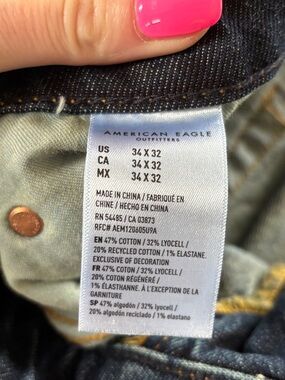 AMERICAN EAGLE
OUTFITTERS
US 34 X 32
CA 34 X 32
MX 34 X 32
MADE IN CHINA / FABRIQUÉ EN
CHINE / HECHO EN CHINA
RN 54485 / CA 03873
RFC# AEM120605U9A
EN 47% COTTON / 32% LYOCELL /
20% RECYCLED COTTON / 1% ELASTANE.
EXCLUSIVE OF DECORATION
FR 47% COTON / 32% LYOCELL /
20% COTON RÉGÉNÉRÉ /
1% ÉLASTHANNE. À L'EXCEPTION DE LA
GARNITURE
SP 47% algodón / 32% lyocell /
20% algodón reciclado / 1% elastano